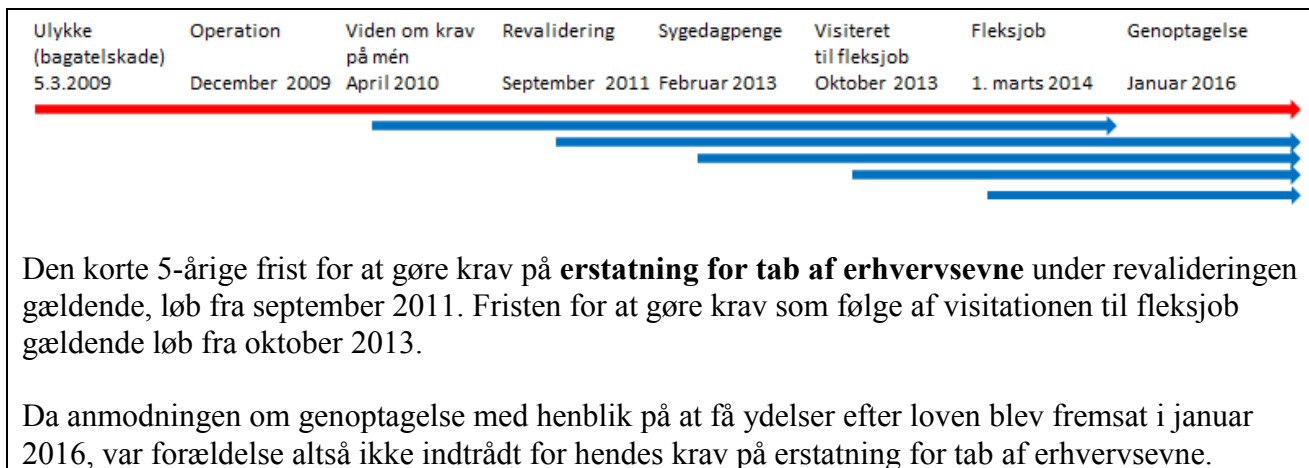 Ulykke Operation Viden om krav Revalidering Sygedagpenge Visiteret Fleksjob Genoptagelse
(bagatelskade) på mén til fleksjob
5.3.2009 December 2009 April 2010 September 2011 Februar 2013 Oktober 2013 1. marts 2014 Januar 2016
Den korte 5-årige frist for at gøre krav på erstatning for tab af erhvervsevne under revalideringen
gældende, løb fra september 2011. Fristen for at gøre krav som følge af visitationen til fleksjob
gældende løb fra oktober 2013.
Da anmodningen om genoptagelse med henblik på at få ydelser efter loven blev fremsat i januar
2016, var forældelse altså ikke indtrådt for hendes krav på erstatning for tab af erhvervsevne.